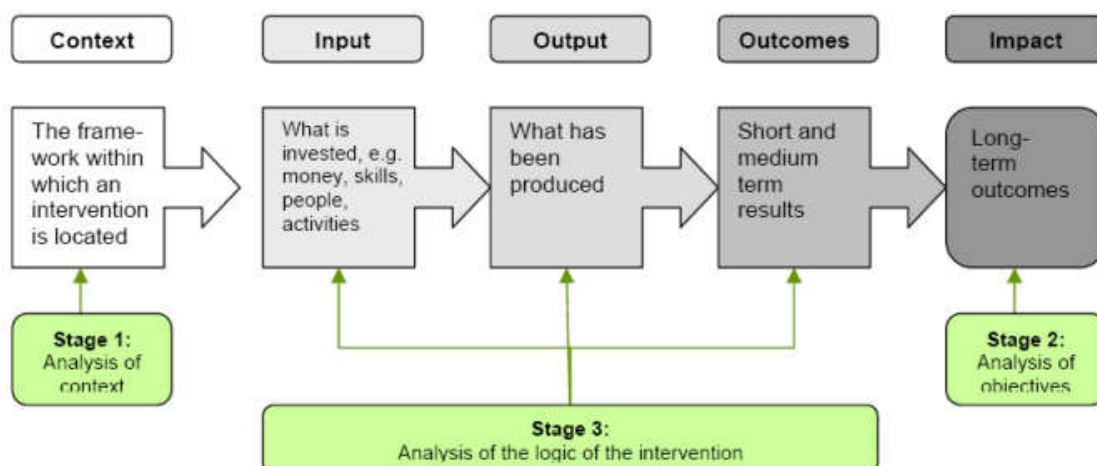 Context
Input
Output
Outcomes
Impact
The frame-
work within
which an
intervention
is located
What is
invested, e.g.
money, skills,
people,
activities
What has
been
produced
Short and
medium
term
results
Long-
term
outcomes
Stage 1:
Analysis of
context
Stage 2:
Analysis of
objectives
Stage 3:
Analysis of the logic of the intervention